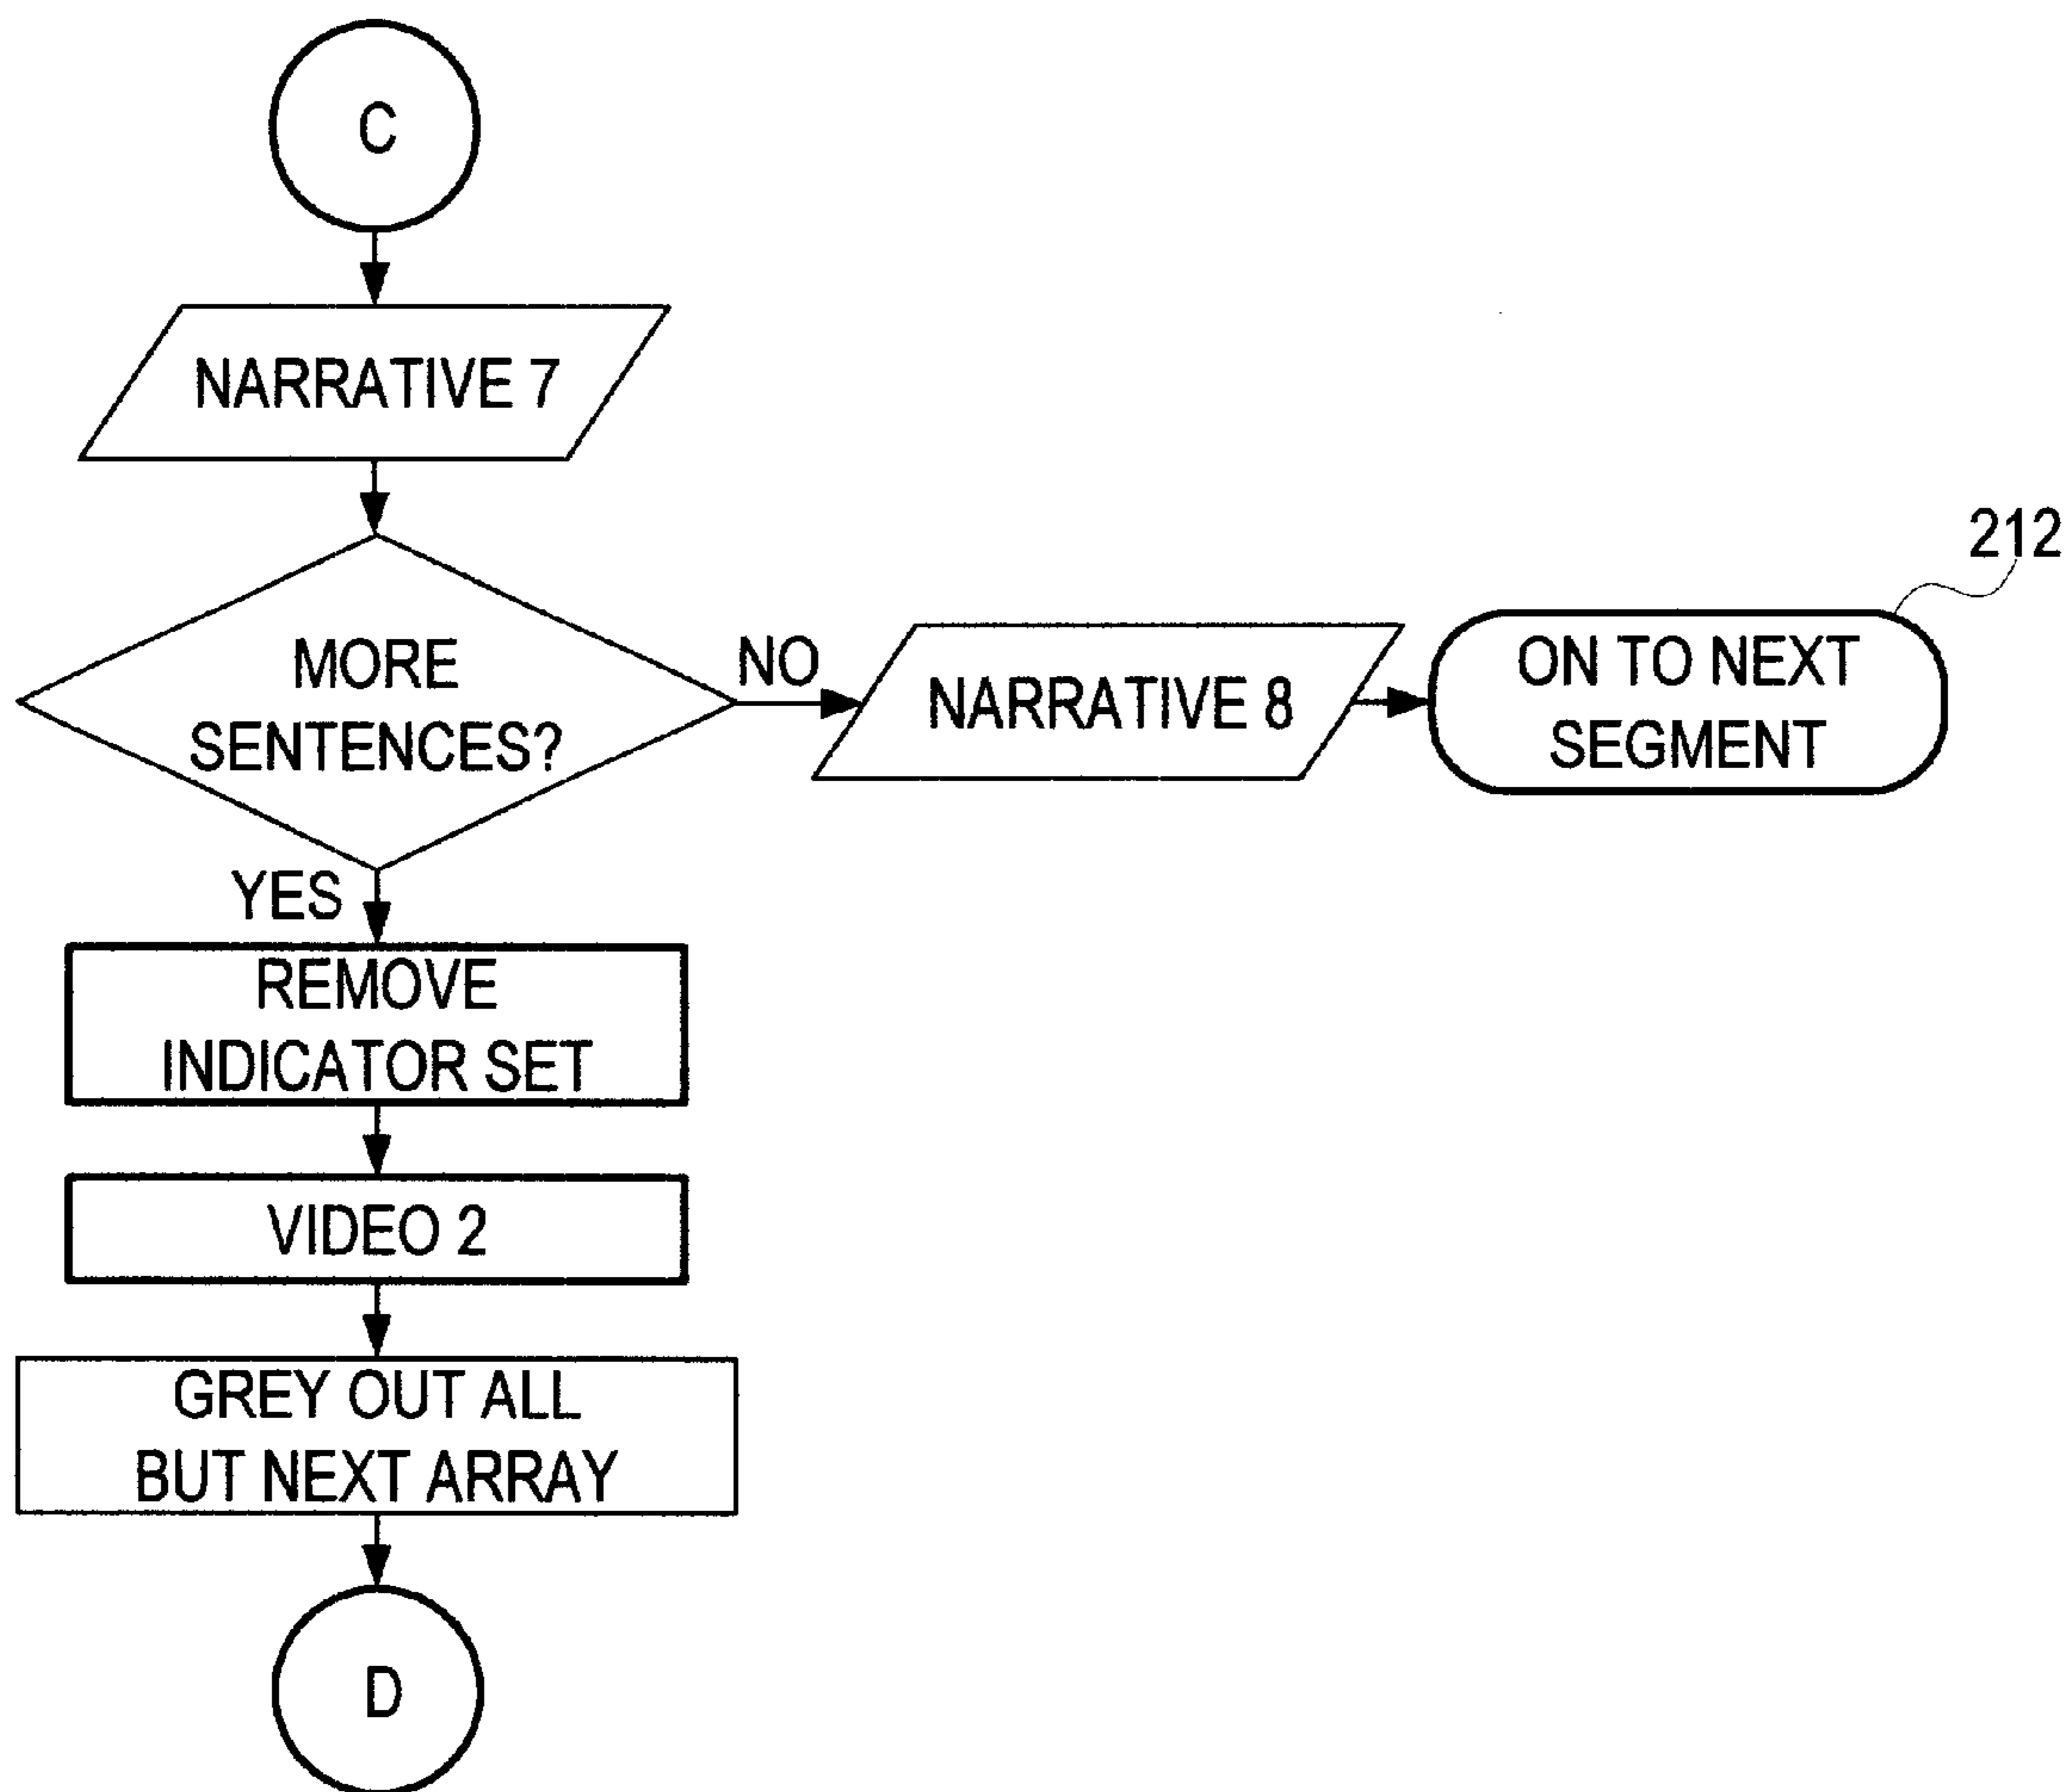 C
NARRATIVE 7
212
MORE
SENTENCES?
NO
NARRATIVE 8
ON TO NEXT
SEGMENT
YES
REMOVE
INDICATOR SET
VIDEO 2
GREY OUT ALL
BUT NEXT ARRAY
D